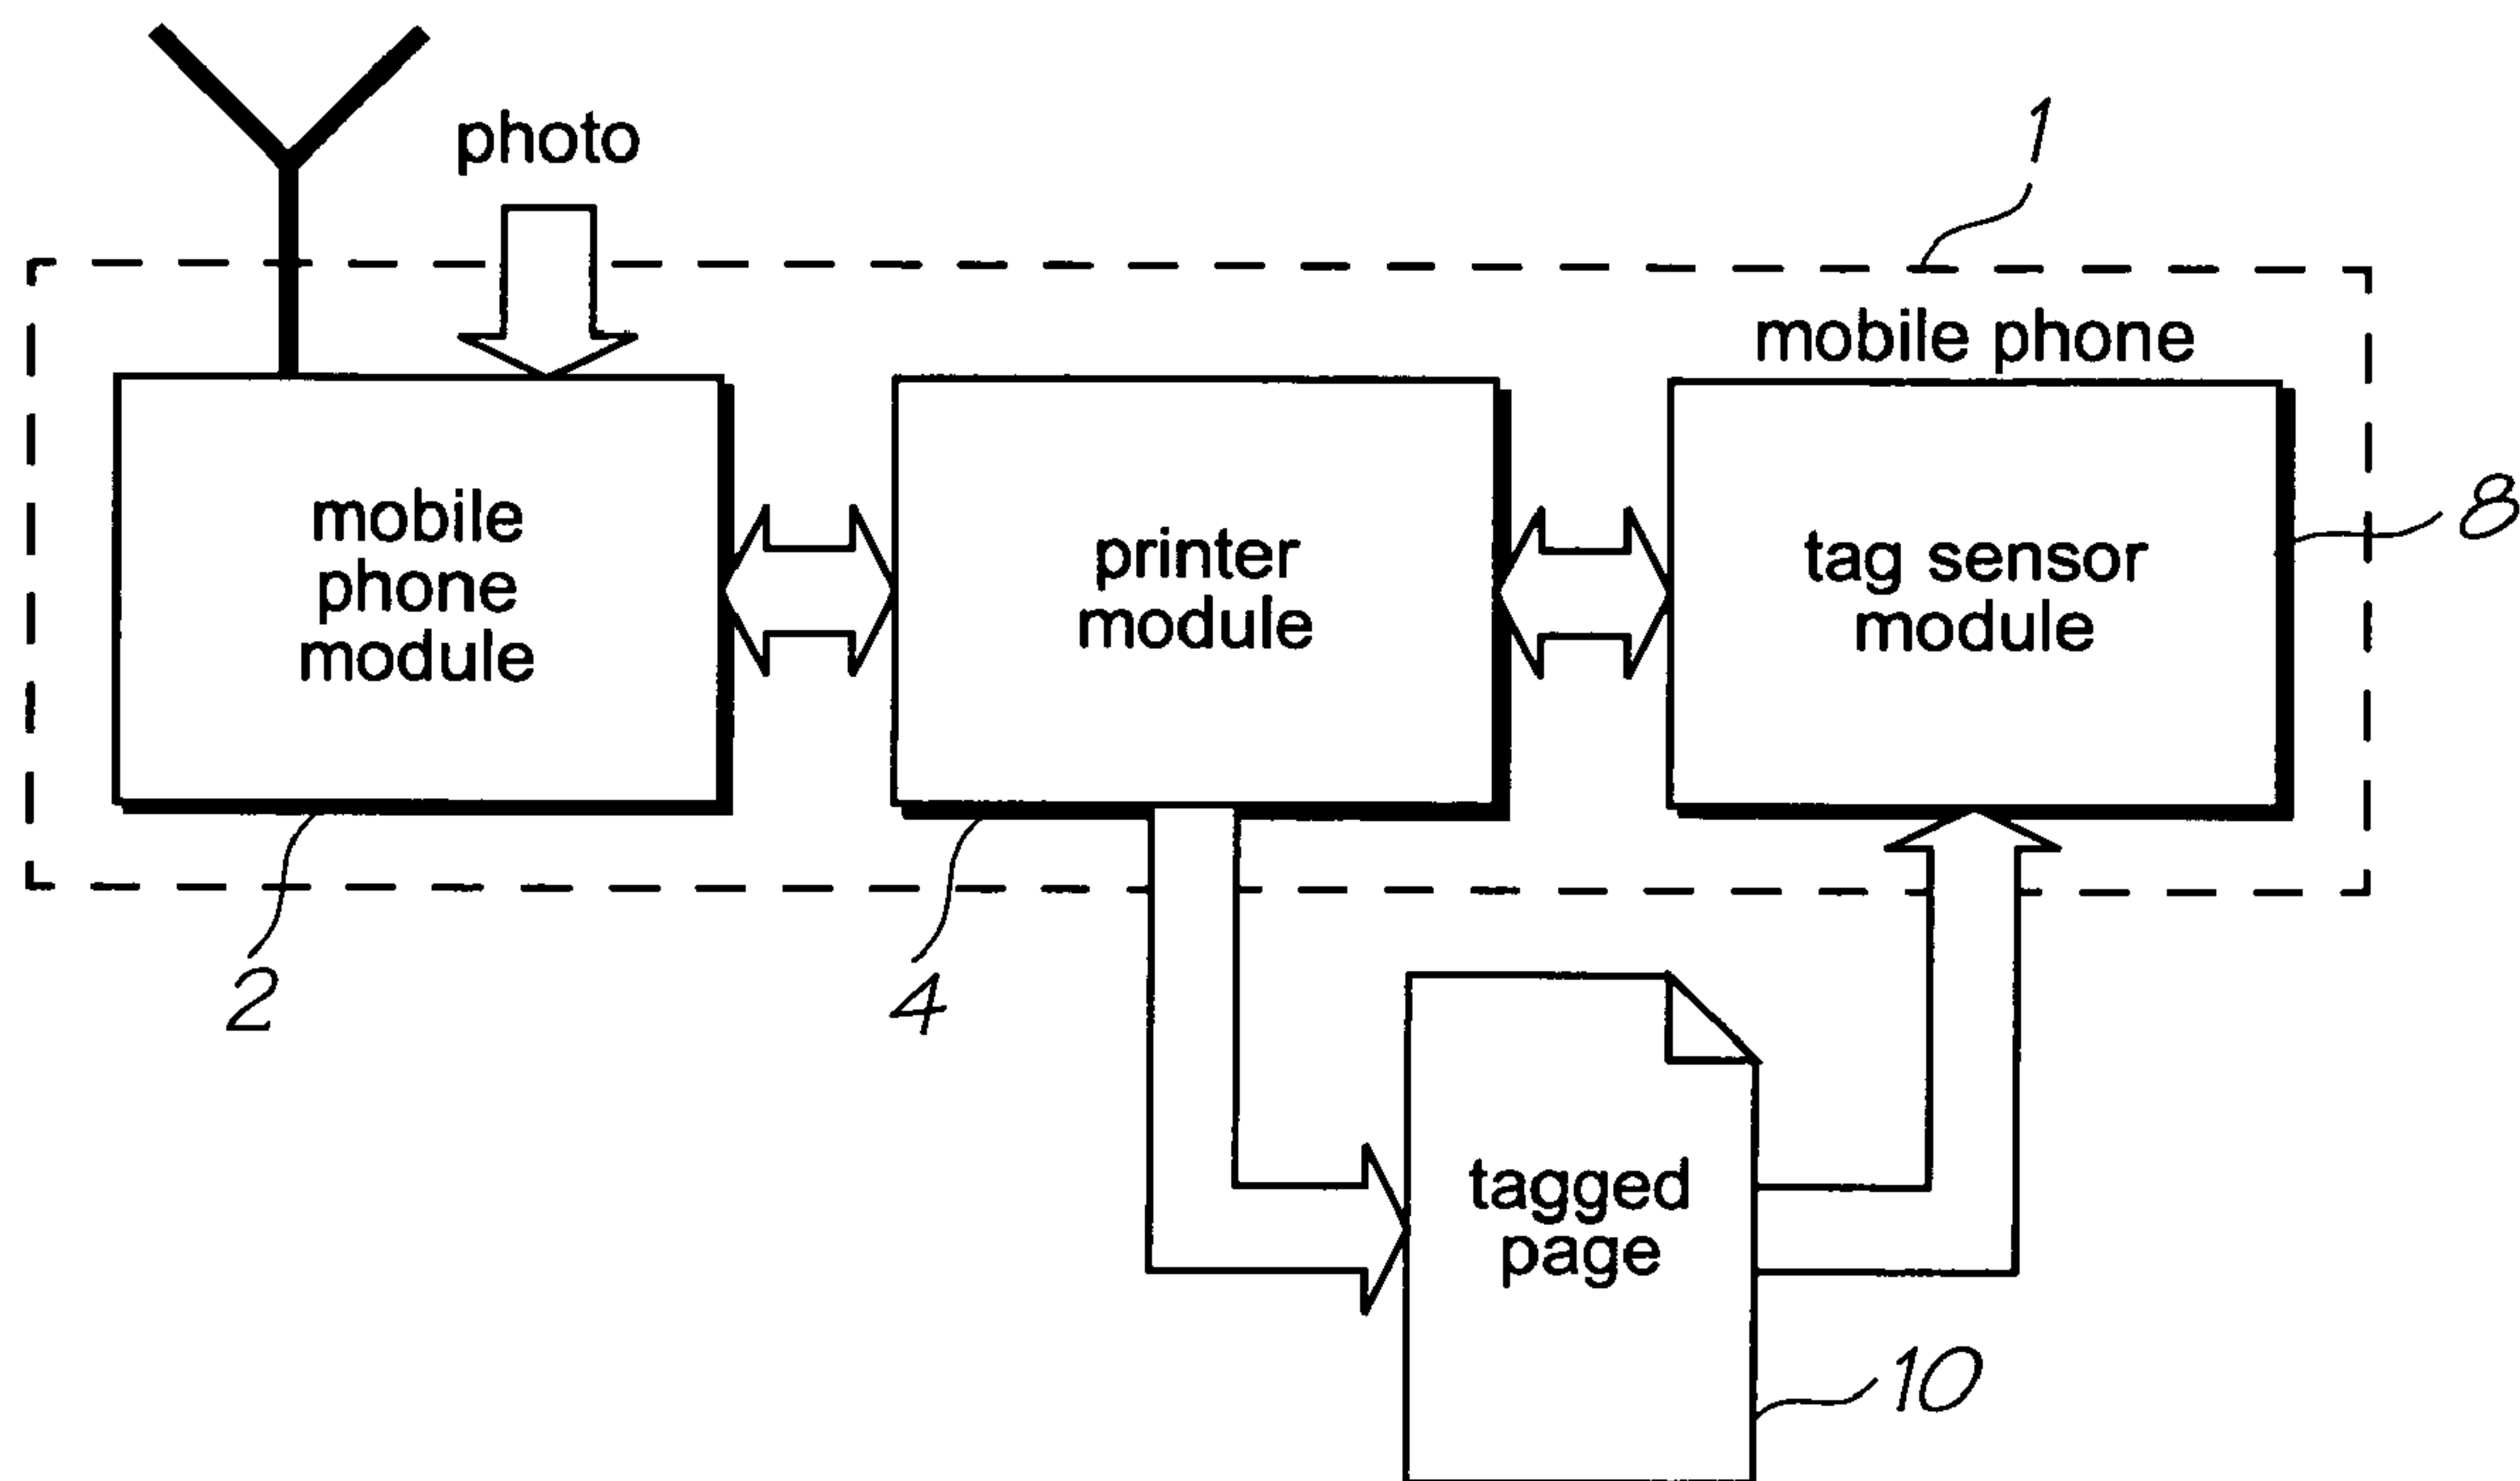 photo
1
mobile phone
mobile
phone
module
printer
module
tag sensor
module
8
2
4
tagged
page
10